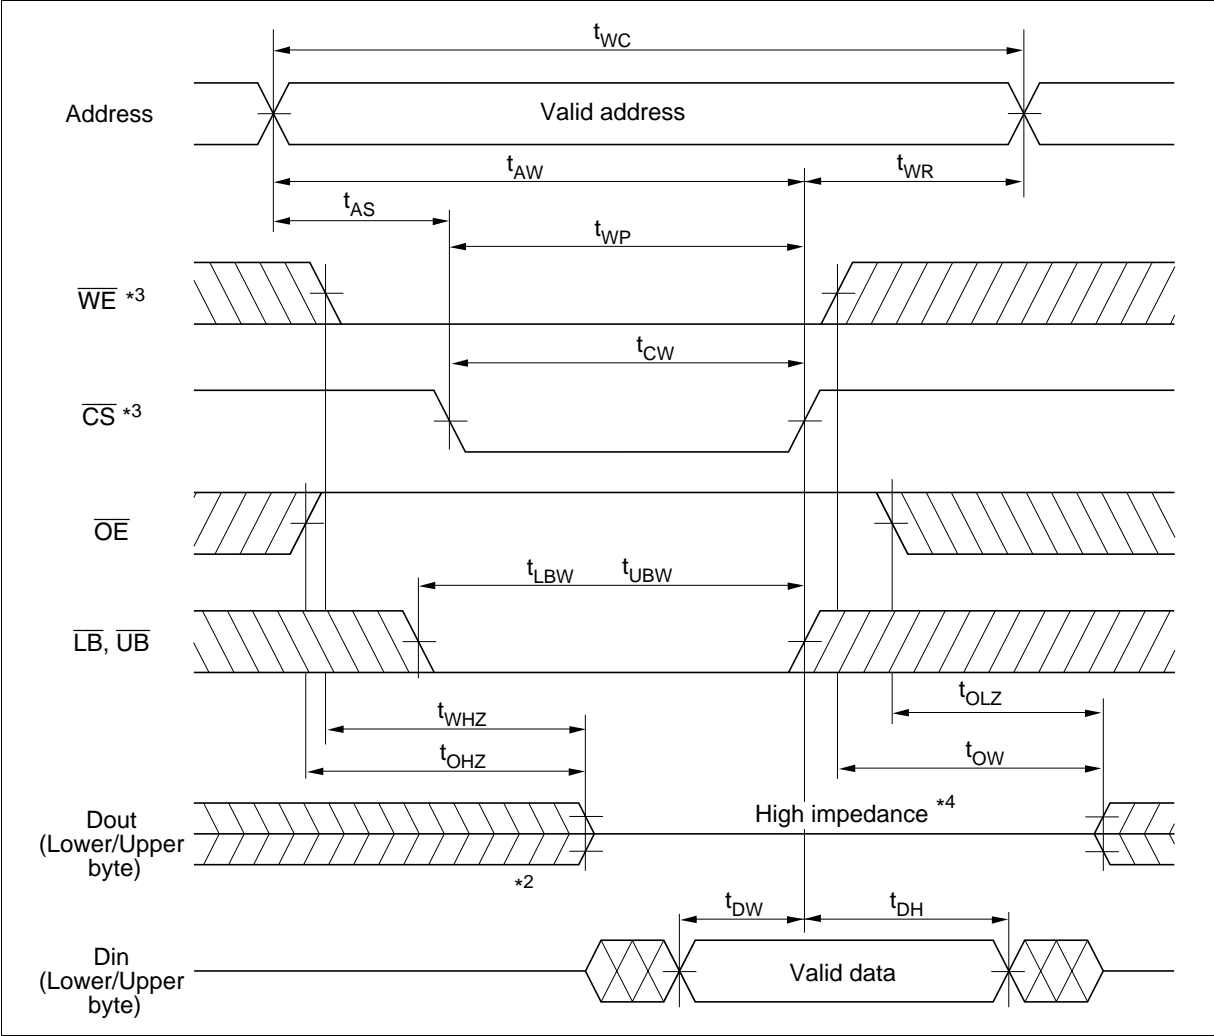 tWC
Address
Valid address
tAW
tWR
tAS
tWP
WE *3
tCW
CS *3
OE
tLBW tUBW
LB, UB
tOLZ
tWHZ
tOW
tOHZ
High impedance *4
Dout
(Lower/Upper
byte)
*2
tDW
tDH
Din
(Lower/Upper
byte)
Valid data